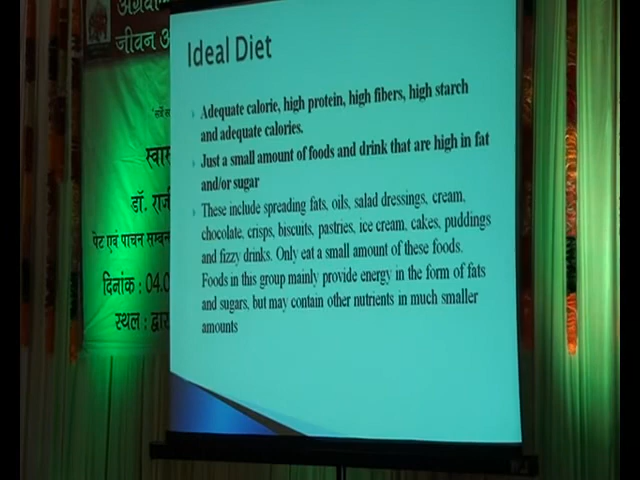 जीवन
Ideal Diet
Adequate calorie, high protein, high fibers, high starch
and adequate calories.
Just a small amount of foods and drink that are high in fat
and/or sugar
These include spreading fats, oils, salad dressings, cream,
chocolate, crisps, biscuits, pastries, ice cream, cakes, puddings
and fizzy drinks. Only eat a small amount of these foods.
Foods in this group mainly provide energy in the form of fats
and sugars, but may contain other nutrients in much smaller
amounts
डॉ.
पेट एवं पाचन
दिनांक : 04.0
स्थल :